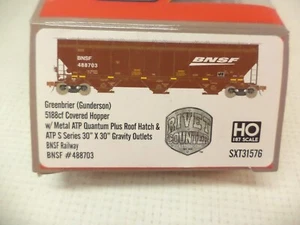 BNSF
488703
BNSF
Greenbrier (Gunderson)
5188cf Covered Hopper
w/ Metal ATP Quantum Plus Roof Hatch &
ATP S Series 30" X 30" Gravity Outlets
BNSF Railway
BNSF #488703
RIVET
COUNTER
HO
1:87 SCALE
SXT31576